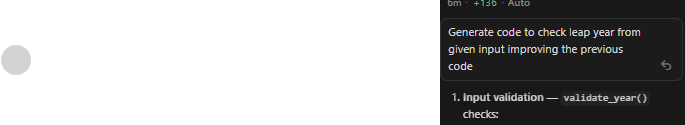 6m · +136 · Auto
Generate code to check leap year from
given input improving the previous
code
1. Input validation — validate_year()
checks: